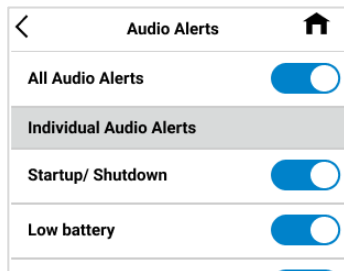 Audio Alerts
All Audio Alerts
Individual Audio Alerts
Startup/ Shutdown
Low battery